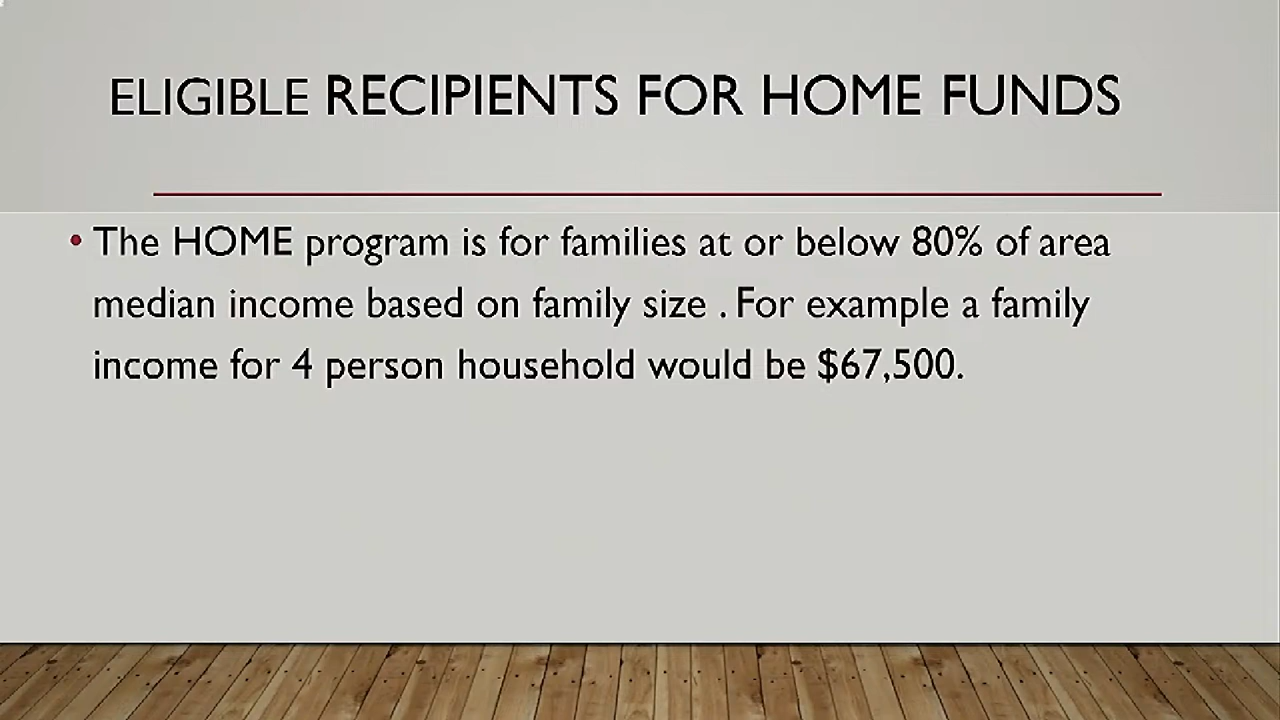 ELIGIBLE RECIPIENTS FOR HOME FUNDS
• The HOME program is for families at or below 80% of area
median income based on family size . For example a family
income for 4 person household would be $67,500.